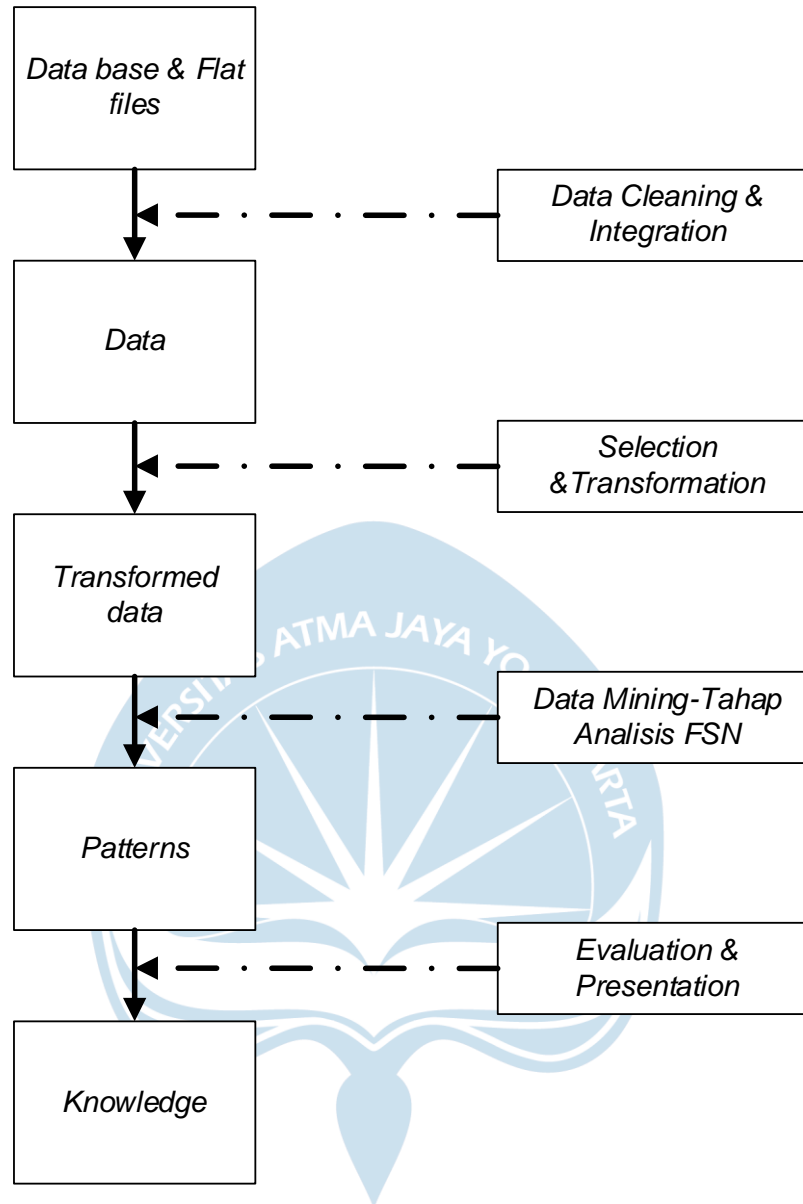 Data base & Flat
files
Data Cleaning &
Integration
Data
Selection
&Transformation
Transformed
data
Data Mining-Tahap
Analisis FSN
Patterns
Evaluation &
Presentation
Knowledge
ATMA JAYA